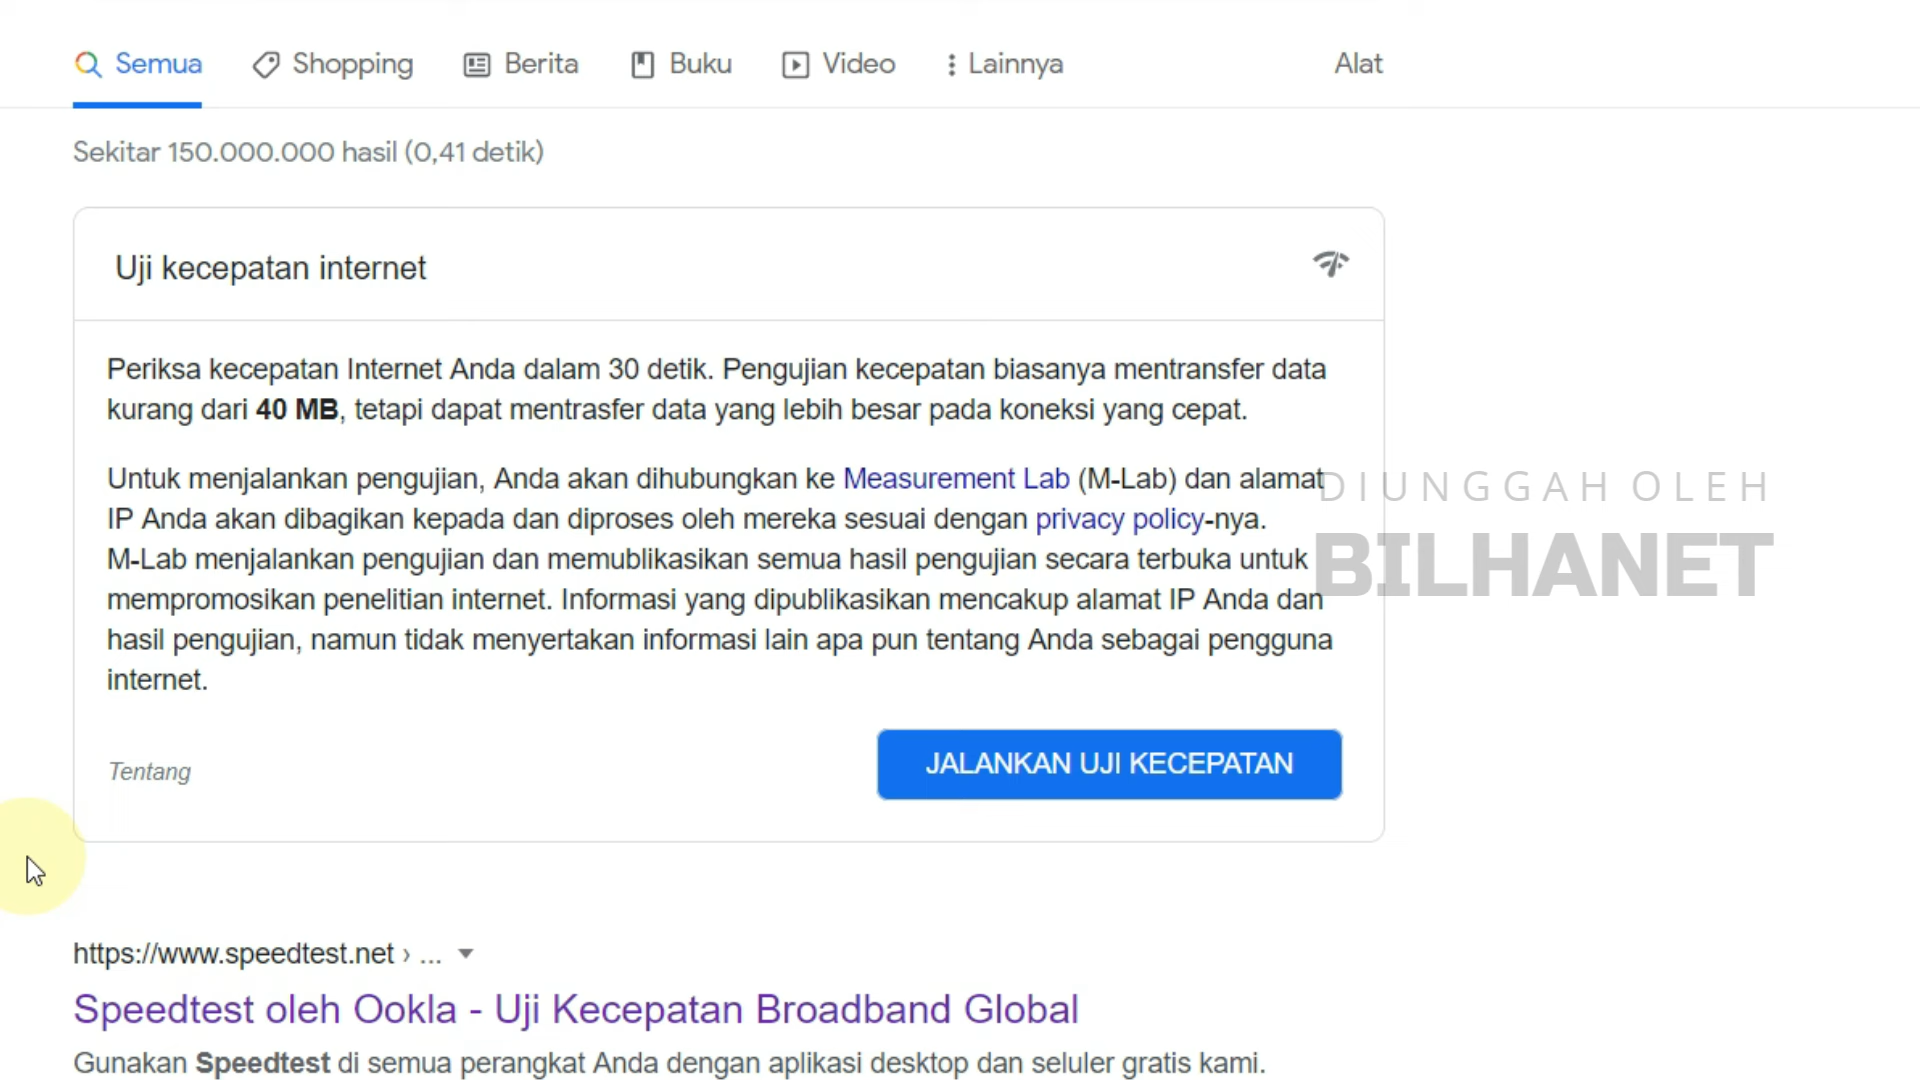 Semua Shopping Berita Buku Video Lainnya Alat
Sekitar 150.000.000 hasil (0,41 detik)
Uji kecepatan internet
Periksa kecepatan Internet Anda dalam 30 detik. Pengujian kecepatan biasanya mentransfer data
kurang dari 40 MB, tetapi dapat mentrasfer data yang lebih besar pada koneksi yang cepat.
Untuk menjalankan pengujian, Anda akan dihubungkan ke Measurement Lab (M-Lab) dan alamat
IP Anda akan dibagikan kepada dan diproses oleh mereka sesuai dengan privacy policy-nya.
M-Lab menjalankan pengujian dan memublikasikan semua hasil pengujian secara terbuka untuk
mempromosikan penelitian internet. Informasi yang dipublikasikan mencakup alamat IP Anda dan
hasil pengujian, namun tidak menyertakan informasi lain apa pun tentang Anda sebagai pengguna
internet.
DIUNGGAH OLEH
BILHANET
Tentang
JALANKAN UJI KECEPATAN
https://www.speedtest.net › ...
Speedtest oleh Ookla - Uji Kecepatan Broadband Global
Gunakan Speedtest di semua perangkat Anda dengan aplikasi desktop dan seluler gratis kami.